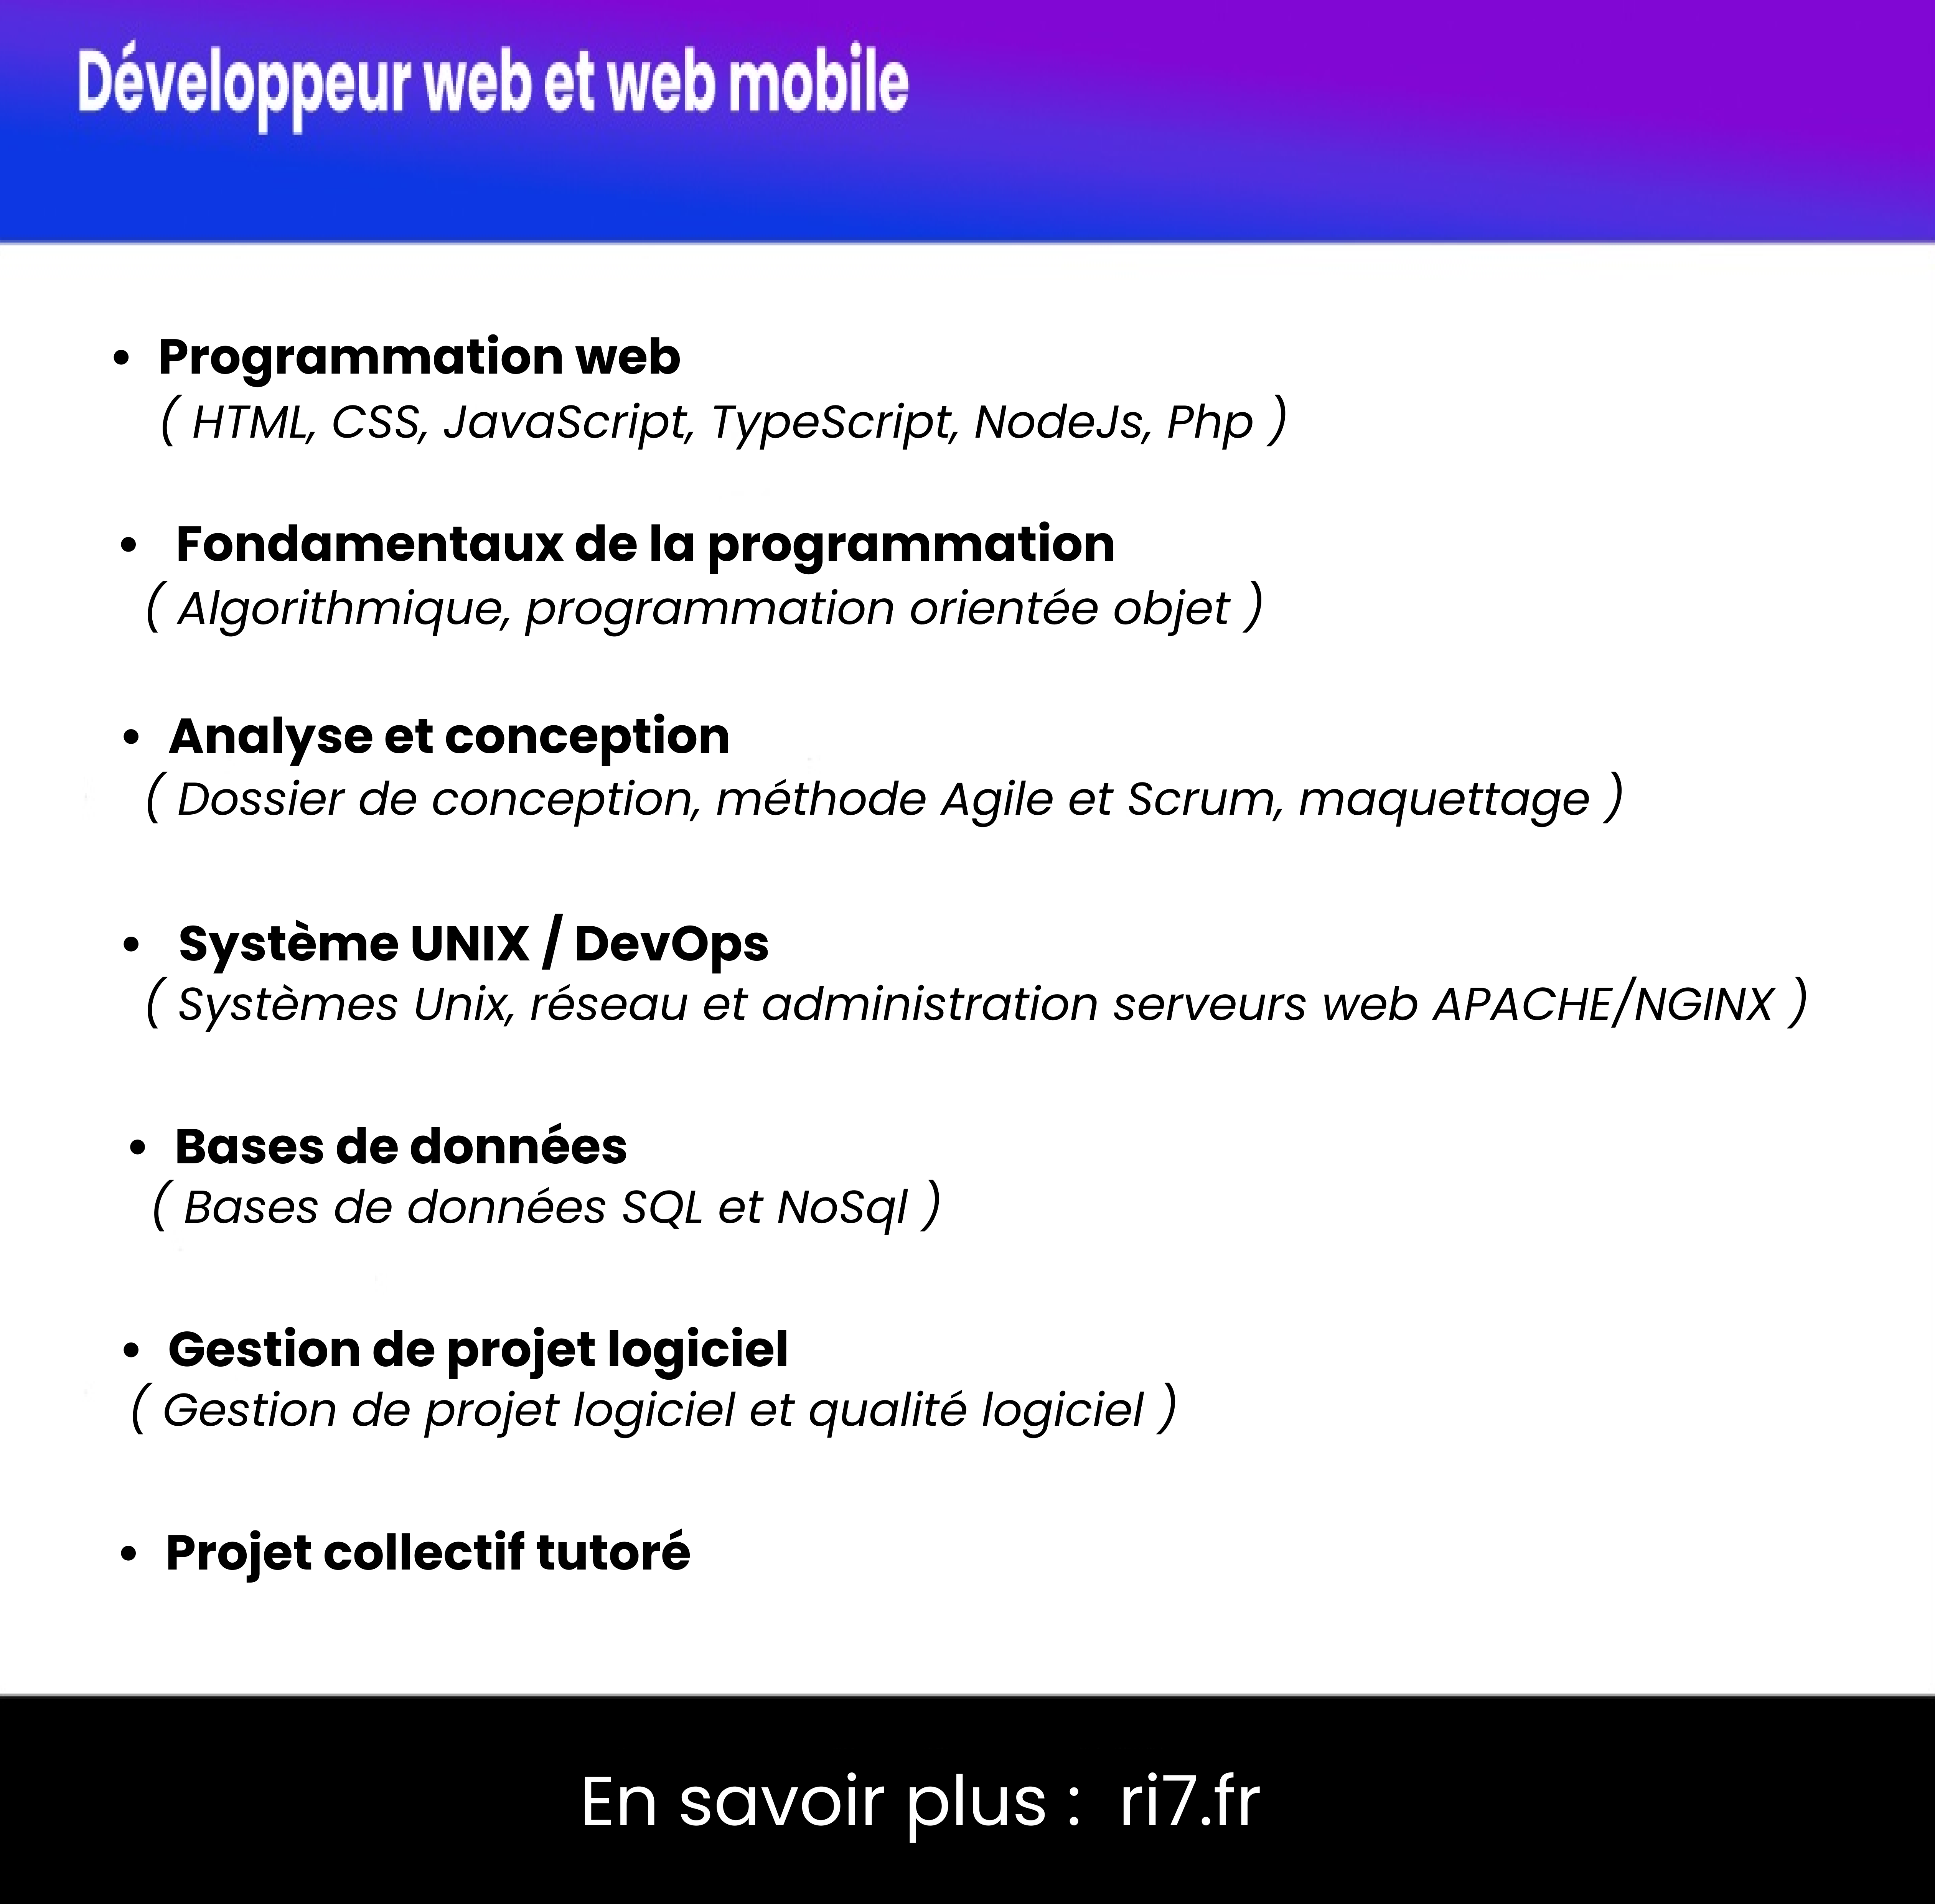 Développeur web et web mobile
• Programmation web
( HTML, CSS, JavaScript, TypeScript, NodeJs, Php )
• Fondamentaux de la programmation
( Algorithmique, programmation orientée objet )
• Analyse et conception
( Dossier de conception, méthode Agile et Scrum, maquettage )
• Système UNIX / DevOps
( Systèmes Unix, réseau et administration serveurs web APACHE/NGINX )
• Bases de données
( Bases de données SQL et NoSql )
• Gestion de projet logiciel
( Gestion de projet logiciel et qualité logiciel )
• Projet collectif tutoré
En savoir plus : ri7.fr